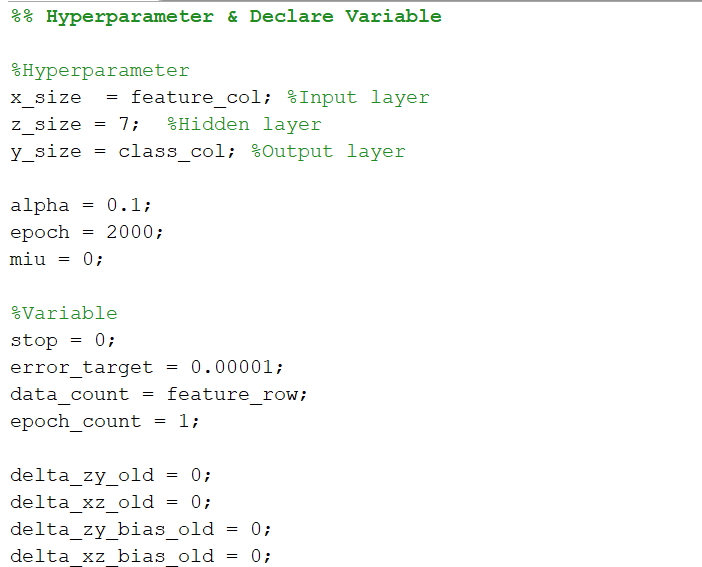 %% Hyperparameter & Declare Variable
%Hyperparameter
x_size  = feature_col; %Input layer
z_size = 7;  %Hidden layer
y_size = class_col; %Output layer
alpha = 0.1;
epoch = 2000;
miu = 0;
%Variable
stop = 0;
error_target = 0.00001;
data_count = feature_row;
epoch_count = 1;
delta_zy_old = 0;
delta_xz_old = 0;
delta_zy_bias_old = 0;
delta_xz_bias_old = 0;